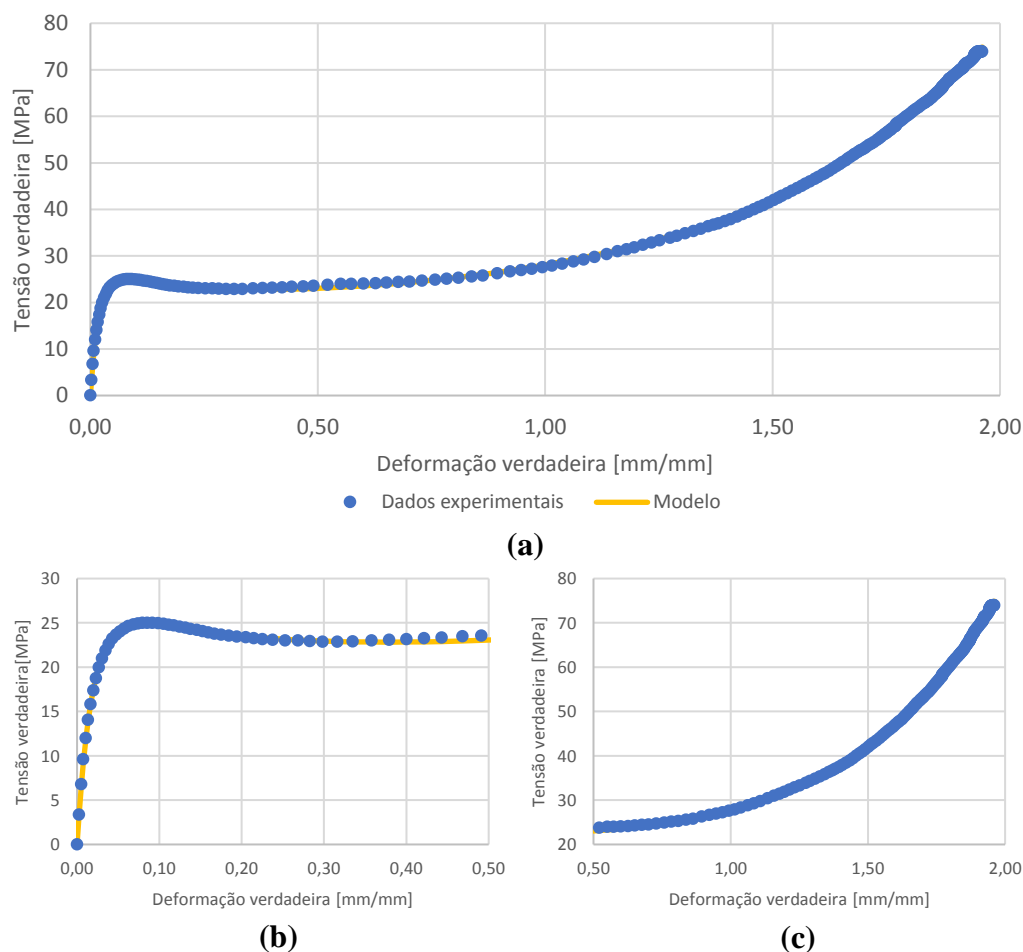 80
70
60
50
40
30
20
10
0
Tensão verdadeira [MPa]
0,00 0,50 1,00 1,50 2,00
Deformação verdadeira [mm/mm]
Dados experimentais Modelo
(a)
30
25
20
15
10
5
0
Tensão verdadeira[MPa]
0,00 0,10 0,20 0,30 0,40 0,50
Deformação verdadeira [mm/mm]
(b)
80
70
60
50
40
30
20
Tensão verdadeira [MPa]
0,50 1,00 1,50 2,00
Deformação verdadeira [mm/mm]
(c)